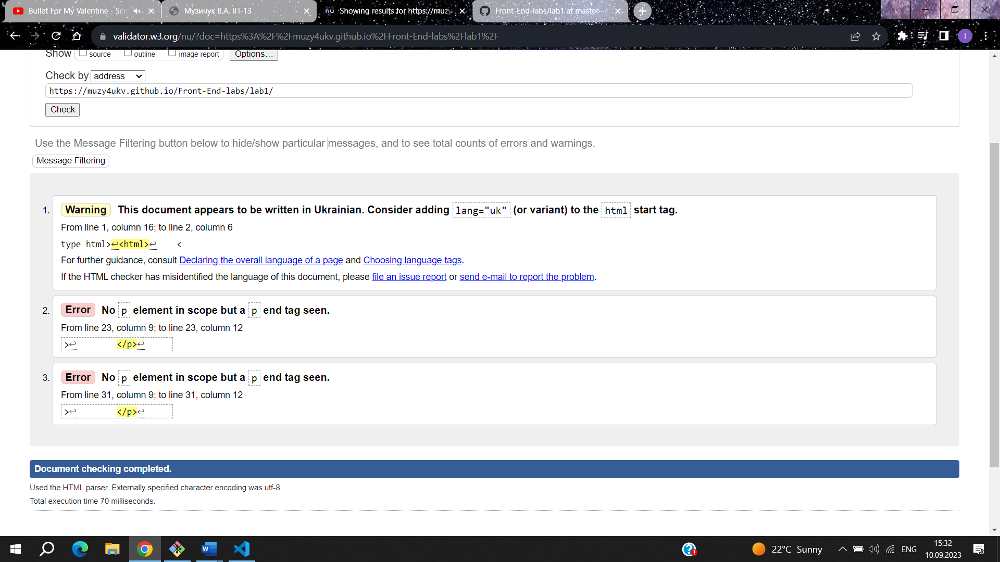 Bullet For My Valentine - Scre
Музичук В.А. ІП-13
nu
Showing results for https://muzy
Front-End-labs/lab1 at master
validator.w3.org/nu/?doc=https%3A%2F%2Fmuzy4ukv.github.io%2FFront-End-labs%2Flab1%2F
I
Show source outline image report Options…
Check by address
https://muzy4ukv.github.io/Front-End-labs/lab1/
Check
Use the Message Filtering button below to hide/show particular messages, and to see total counts of errors and warnings.
Message Filtering
1. Warning This document appears to be written in Ukrainian. Consider adding lang="uk" (or variant) to the html start tag.
From line 1, column 16; to line 2, column 6
type html>↩<html>↩ <
For further guidance, consult Declaring the overall language of a page and Choosing language tags.
If the HTML checker has misidentified the language of this document, please file an issue report or send e-mail to report the problem.
2. Error No p element in scope but a p end tag seen.
From line 23, column 9; to line 23, column 12
>↩ </p>↩
3. Error No p element in scope but a p end tag seen.
From line 31, column 9; to line 31, column 12
>↩ </p>↩
Document checking completed.
Used the HTML parser. Externally specified character encoding was utf-8.
Total execution time 70 milliseconds.
22°C Sunny
ENG
15:32
10.09.2023